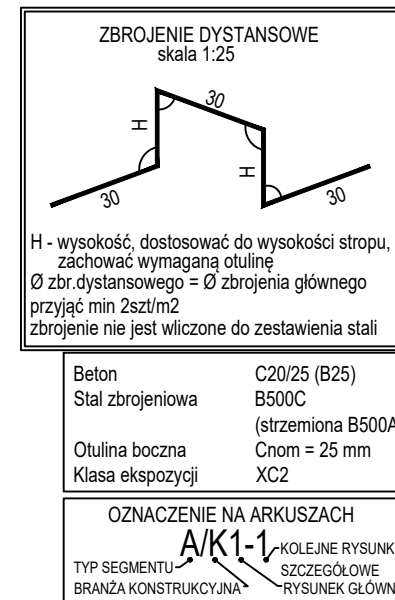 ZBROJENIE DYSTANSOWE
skala 1:25
30
H
H
30
30
H - wysokość, dostosować do wysokości stropu,
zachować wymaganą otulinę
Ø zbr.dystansowego = Ø zbrojenia głównego
przyjąć min 2szt/m2
zbrojenie nie jest wliczone do zestawienia stali
Beton C20/25 (B25)
Stal zbrojeniowa B500C
(strzemiona B500A
Otulina boczna Cnom = 25 mm
Klasa ekspozycji XC2
OZNACZENIE NA ARKUSZACH
A/K1-1
KOLEJNE RYSUNK
TYP SEGMENTU SZCZEGÓŁOWE
BRANŻA KONSTRUKCYJNA RYSUNEK GŁÓWN